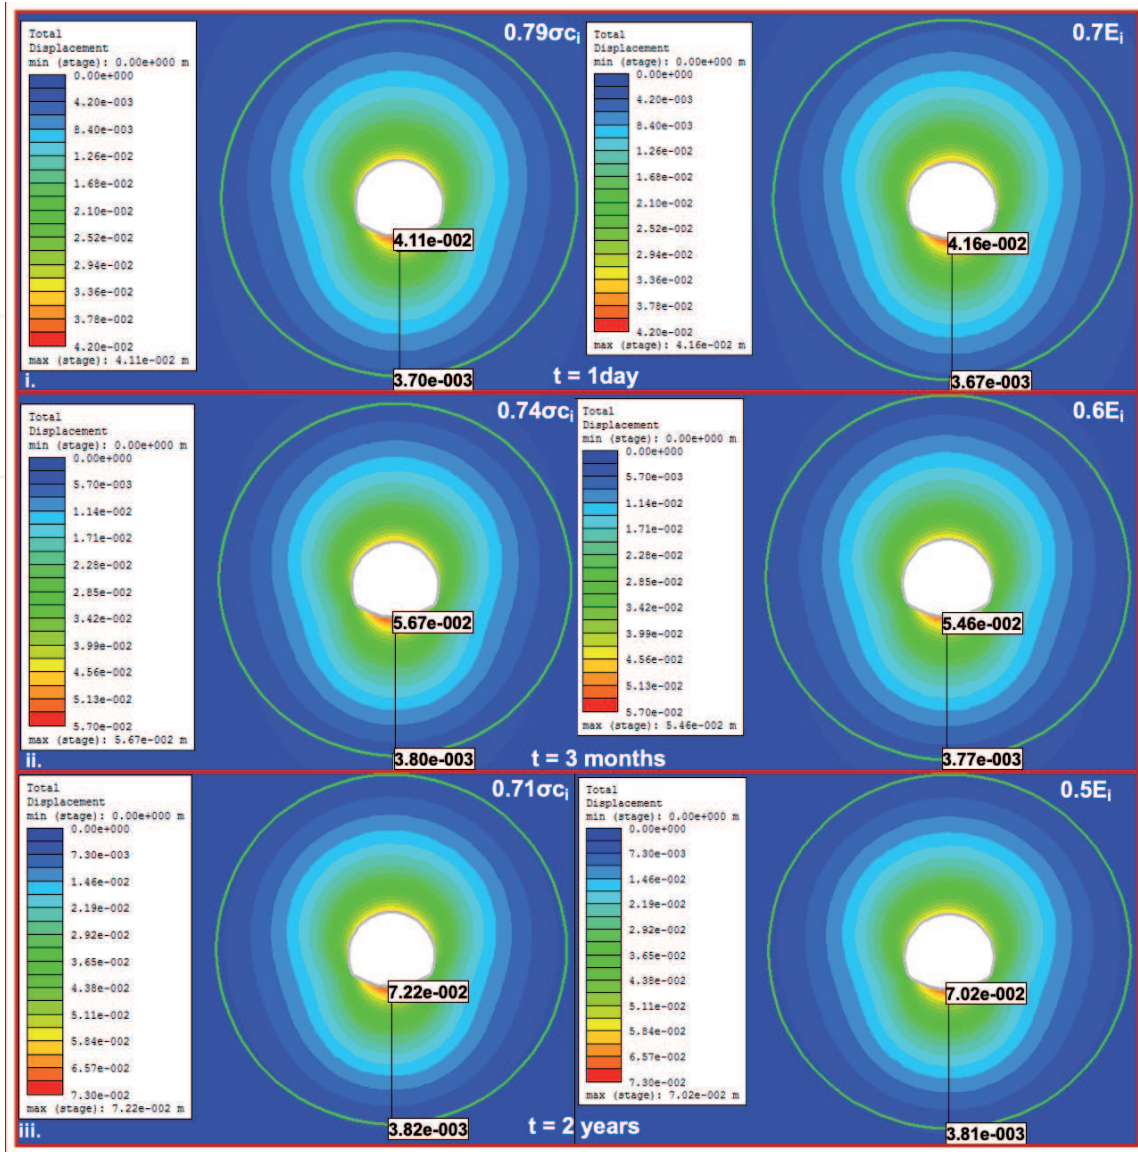 Total
Displacement
min (stage): 0.00e+000 m
0.00e+000
4.20e-003
8.40e-003
1.26e-002
1.68e-002
2.10e-002
2.52e-002
2.94e-002
3.36e-002
3.78e-002
4.20e-002
max (stage): 4.11e-002 m
i.
0.79σci
4.11e-002
3.70e-003
t = 1day
Total
Displacement
min (stage): 0.00e+000 m
0.00e+000
4.20e-003
8.40e-003
1.26e-002
1.68e-002
2.10e-002
2.52e-002
2.94e-002
3.36e-002
3.78e-002
4.20e-002
max (stage): 4.16e-002 m
0.7Ei
4.16e-002
3.67e-003
Total
Displacement
min (stage): 0.00e+000 m
0.00e+000
5.70e-003
1.14e-002
1.71e-002
2.28e-002
2.85e-002
3.42e-002
3.99e-002
4.56e-002
5.13e-002
5.70e-002
max (stage): 5.67e-002 m
ii.
0.74σci
5.67e-002
3.80e-003
t = 3 months
Total
Displacement
min (stage): 0.00e+000 m
0.00e+000
5.70e-003
1.14e-002
1.71e-002
2.28e-002
2.85e-002
3.42e-002
3.99e-002
4.56e-002
5.13e-002
5.70e-002
max (stage): 5.46e-002 m
0.6Ei
5.46e-002
3.77e-003
Total
Displacement
min (stage): 0.00e+000 m
0.00e+000
7.30e-003
1.46e-002
2.19e-002
2.92e-002
3.65e-002
4.38e-002
5.11e-002
5.84e-002
6.57e-002
7.30e-002
max (stage): 7.22e-002 m
iii.
0.71σci
7.22e-002
3.82e-003
t = 2 years
Total
Displacement
min (stage): 0.00e+000 m
0.00e+000
7.30e-003
1.46e-002
2.19e-002
2.92e-002
3.65e-002
4.38e-002
5.11e-002
5.84e-002
6.57e-002
7.30e-002
max (stage): 7.02e-002 m
0.5Ei
7.02e-002
3.81e-003